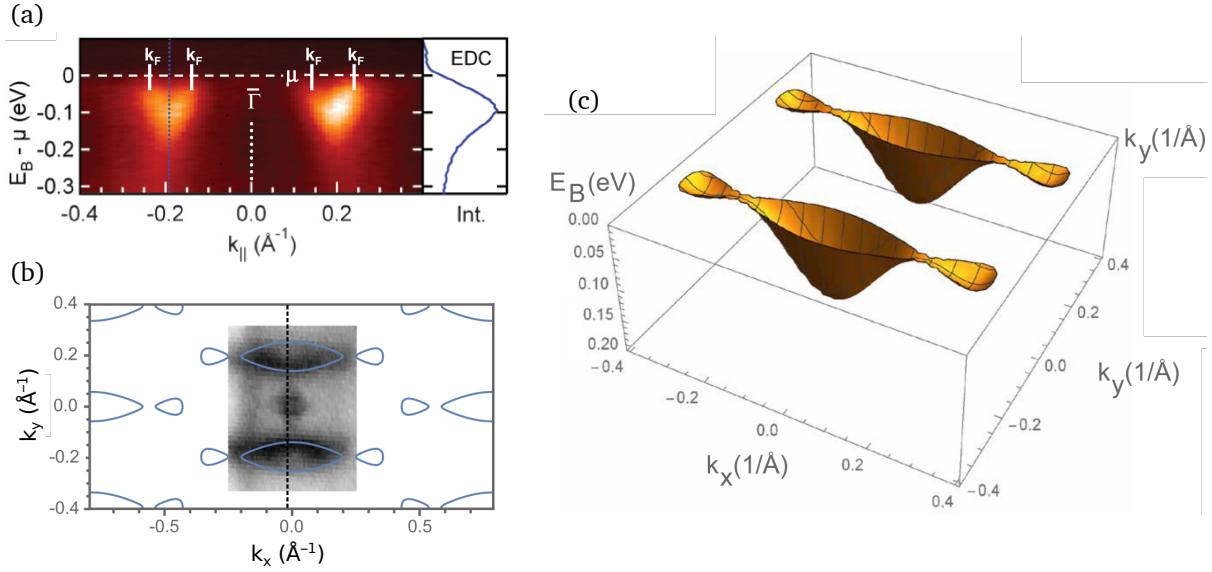 (a)
k_F k_F k_F k_F EDC
0
μ
Γ̅
-0.1
-0.2
-0.3
E_B - μ (eV)
-0.4 -0.2 0.0 0.2 Int.
k_|| (Å⁻¹)
(b)
0.4
0.2
0.0
-0.2
-0.4
k_y (Å⁻¹)
-0.5 0.0 0.5
k_x (Å⁻¹)
(c)
E_B(eV)
0.00
0.05
0.10
0.15
0.20
-0.4
-0.2
0.0
0.2
0.4
k_x(1/Å)
k_y(1/Å)
0.4
0.2
0.0
-0.2
-0.4
k_y(1/Å)